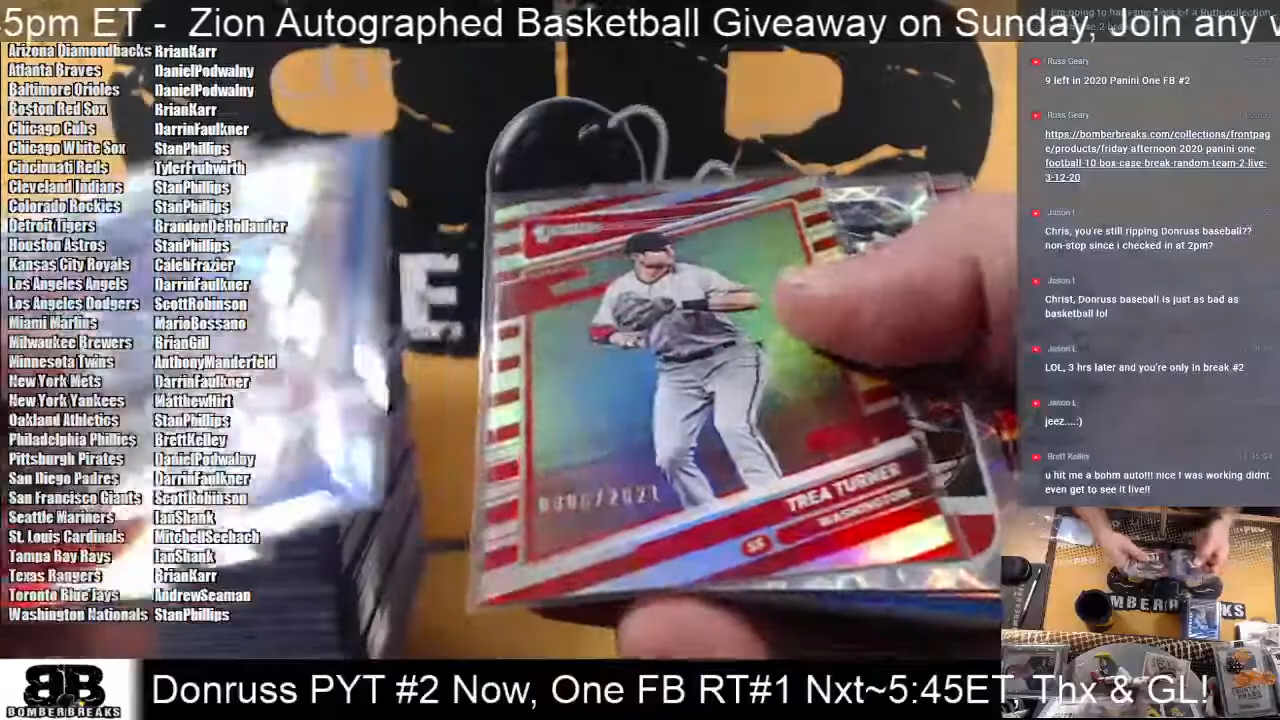 5pm ET -  Zion Autographed Basketball Giveaway on Sunday, Join any v
Arizona Diamondbacks BrianKarr
Atlanta Braves DanielPodwalny
Baltimore Orioles DanielPodwalny
Boston Red Sox BrianKarr
Chicago Cubs DarrinFaulkner
Chicago White Sox StanPhillips
Cincinnati Reds TylerFruhwirth
Cleveland Indians StanPhillips
Colorado Rockies StanPhillips
Detroit Tigers BrandonDeHollander
Houston Astros StanPhillips
Kansas City Royals CalebFrazier
Los Angeles Angels DarrinFaulkner
Los Angeles Dodgers ScottRobinson
Miami Marlins MarioBossano
Milwaukee Brewers BrianGill
Minnesota Twins AnthonyManderfeld
New York Mets DarrinFaulkner
New York Yankees MatthewHirt
Oakland Athletics StanPhillips
Philadelphia Phillies BrettKelley
Pittsburgh Pirates DanielPodwalny
San Diego Padres DarrinFaulkner
San Francisco Giants ScottRobinson
Seattle Mariners IanShank
St. Louis Cardinals MitchellSeebach
Tampa Bay Rays IanShank
Texas Rangers BrianKarr
Toronto Blue Jays AndrewSeaman
Washington Nationals StanPhillips
E.
TREA TURNER
WASHINGTON
SS
/2021
Russ Geary
9 left in 2020 Panini One FB #2
Russ Geary
https://bomberbreaks.com/collections/frontpag
e/products/friday-afternoon-2020-panini-one-
football-10-box-case-break-random-team-2-live-
3-12-20
Jason L
Chris, you're still ripping Donruss baseball??
non-stop since i checked in at 2pm?
Jason L
Christ, Donruss baseball is just as bad as
basketball lol
Jason L
LOL, 3 hrs later and you're only in break #2
Jason L
jeez....:)
Brett Kelley
u hit me a bohm auto!!! nice I was working didnt
even get to see it live!!
BB
BOMBERBREAKS
Donruss PYT #2 Now, One FB RT#1 Nxt~5:45ET. Thx & GL!